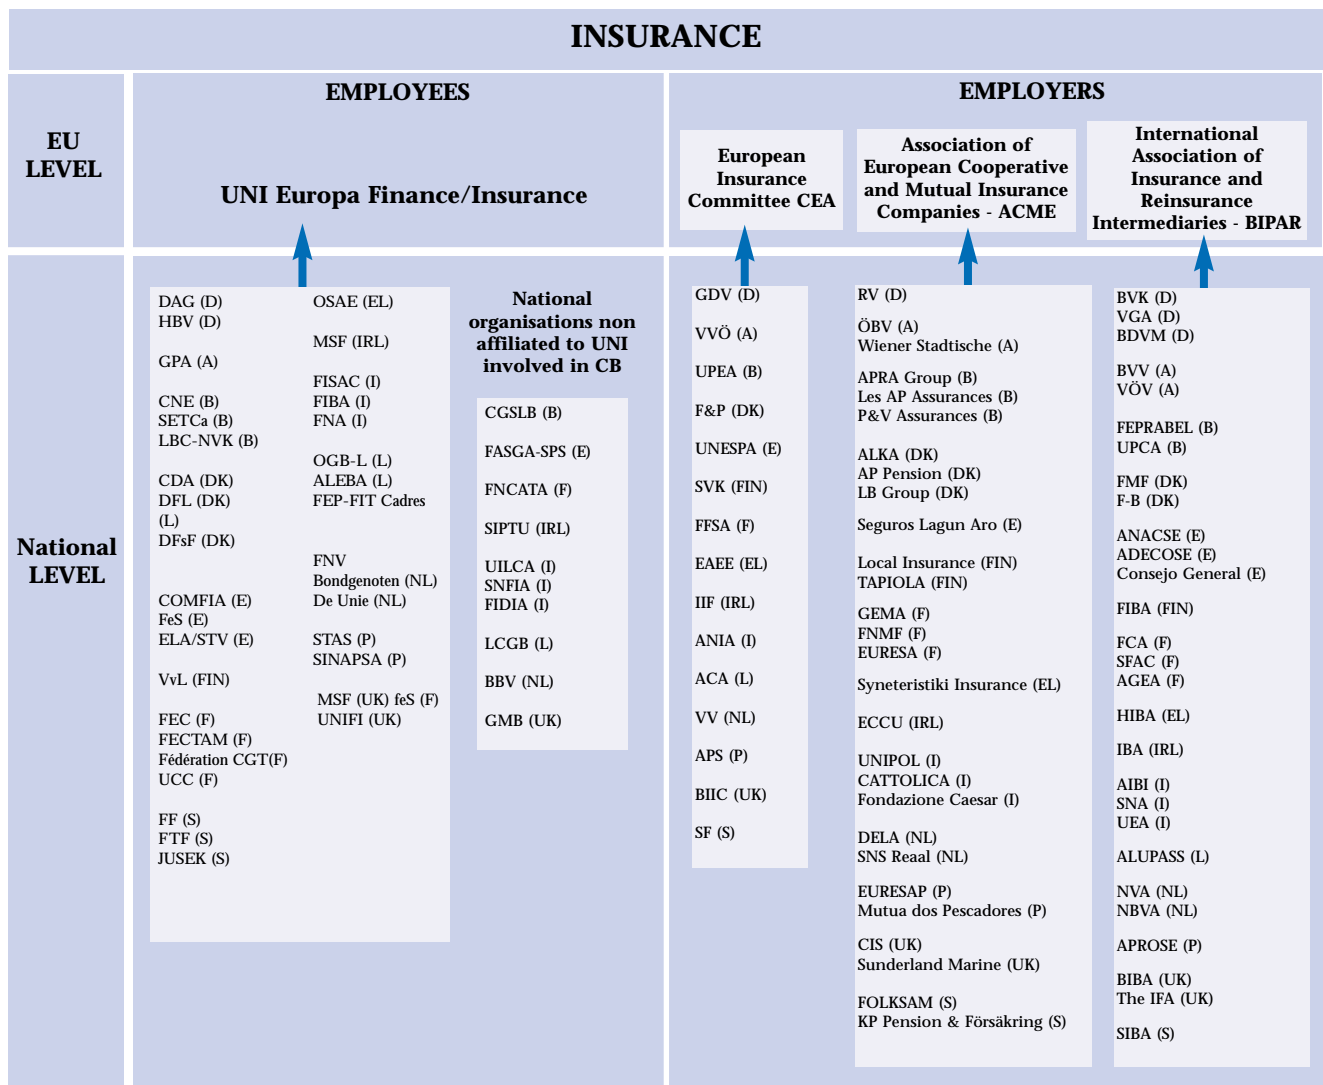 INSURANCE
EU
LEVEL
EMPLOYEES
UNI Europa Finance/Insurance
EMPLOYERS
European
Insurance
Committee CEA
Association of
European Cooperative
and Mutual Insurance
Companies - ACME
International
Association of
Insurance and
Reinsurance
Intermediaries - BIPAR
National
LEVEL
DAG (D)
HBV (D)
GPA (A)
CNE (B)
SETCa (B)
LBC-NVK (B)
CDA (DK)
DFL (DK)
(L)
DFsF (DK)
COMFIA (E)
FeS (E)
ELA/STV (E)
VvL (FIN)
FEC (F)
FECTAM (F)
Fédération CGT(F)
UCC (F)
FF (S)
FTF (S)
JUSEK (S)
OSAE (EL)
MSF (IRL)
FISAC (I)
FIBA (I)
FNA (I)
OGB-L (L)
ALEBA (L)
FEP-FIT Cadres
FNV
Bondgenoten (NL)
De Unie (NL)
STAS (P)
SINAPSA (P)
MSF (UK) feS (F)
UNIFI (UK)
National
organisations non
affiliated to UNI
involved in CB
CGSLB (B)
FASGA-SPS (E)
FNCATA (F)
SIPTU (IRL)
UILCA (I)
SNFIA (I)
FIDIA (I)
LCGB (L)
BBV (NL)
GMB (UK)
GDV (D)
VVÖ (A)
UPEA (B)
F&P (DK)
UNESPA (E)
SVK (FIN)
FFSA (F)
EAEE (EL)
IIF (IRL)
ANIA (I)
ACA (L)
VV (NL)
APS (P)
BIIC (UK)
SF (S)
RV (D)
ÖBV (A)
Wiener Stadtische (A)
APRA Group (B)
Les AP Assurances (B)
P&V Assurances (B)
ALKA (DK)
AP Pension (DK)
LB Group (DK)
Seguros Lagun Aro (E)
Local Insurance (FIN)
TAPIOLA (FIN)
GEMA (F)
FNMF (F)
EURESA (F)
Syneteristiki Insurance (EL)
ECCU (IRL)
UNIPOL (I)
CATTOLICA (I)
Fondazione Caesar (I)
DELA (NL)
SNS Reaal (NL)
EURESAP (P)
Mutua dos Pescadores (P)
CIS (UK)
Sunderland Marine (UK)
FOLKSAM (S)
KP Pension & Försäkring (S)
BVK (D)
VGA (D)
BDVM (D)
BVV (A)
VÖV (A)
FEPRABEL (B)
UPCA (B)
FMF (DK)
F-B (DK)
ANACSE (E)
ADECOSE (E)
Consejo General (E)
FIBA (FIN)
FCA (F)
SFAC (F)
AGEA (F)
HIBA (EL)
IBA (IRL)
AIBI (I)
SNA (I)
UEA (I)
ALUPASS (L)
NVA (NL)
NBVA (NL)
APROSE (P)
BIBA (UK)
The IFA (UK)
SIBA (S)